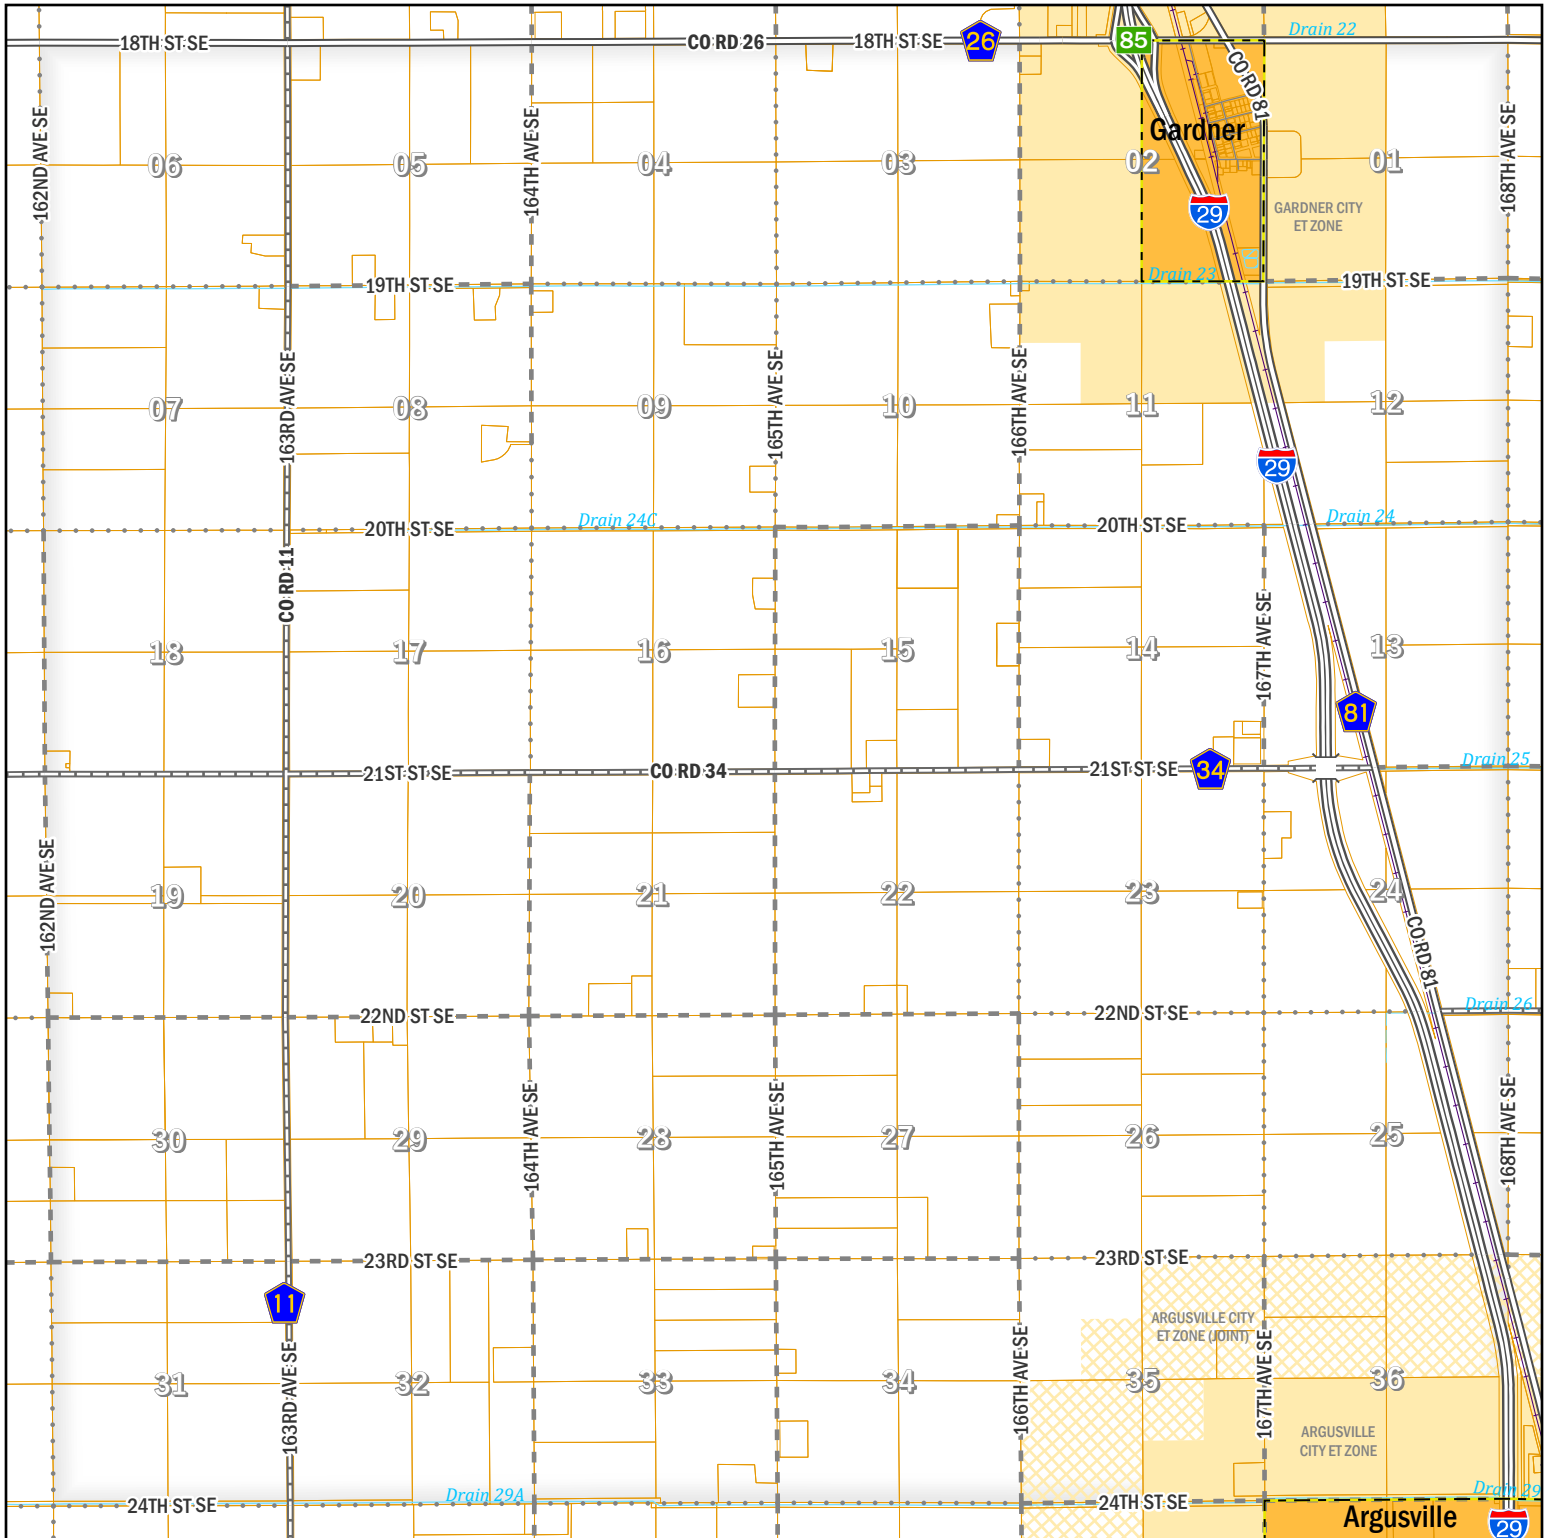 18TH ST SE
CO RD 26
18TH ST SE
26
85
Drain 22
CO RD 81
162ND AVE SE
164TH AVE SE
168TH AVE SE
Gardner
06
05
04
03
02
01
29
GARDNER CITY
ET ZONE
Drain 23
19TH ST SE
19TH ST SE
163RD AVE SE
165TH AVE SE
166TH AVE SE
07
08
09
10
11
12
29
Drain 24C
Drain 24
20TH ST SE
20TH ST SE
CO RD 11
167TH AVE SE
18
17
16
15
14
13
81
21ST ST SE
CO RD 34
21ST ST SE
34
Drain 25
162ND AVE SE
19
20
21
22
23
24
CO RD 81
22ND ST SE
22ND ST SE
Drain 26
164TH AVE SE
165TH AVE SE
168TH AVE SE
30
29
28
27
26
25
23RD ST SE
23RD ST SE
11
ARGUSVILLE CITY
ET ZONE (JOINT)
163RD AVE SE
166TH AVE SE
167TH AVE SE
31
32
33
34
35
36
ARGUSVILLE
CITY ET ZONE
Drain 29A
Drain 29
24TH ST SE
24TH ST SE
Argusville
29